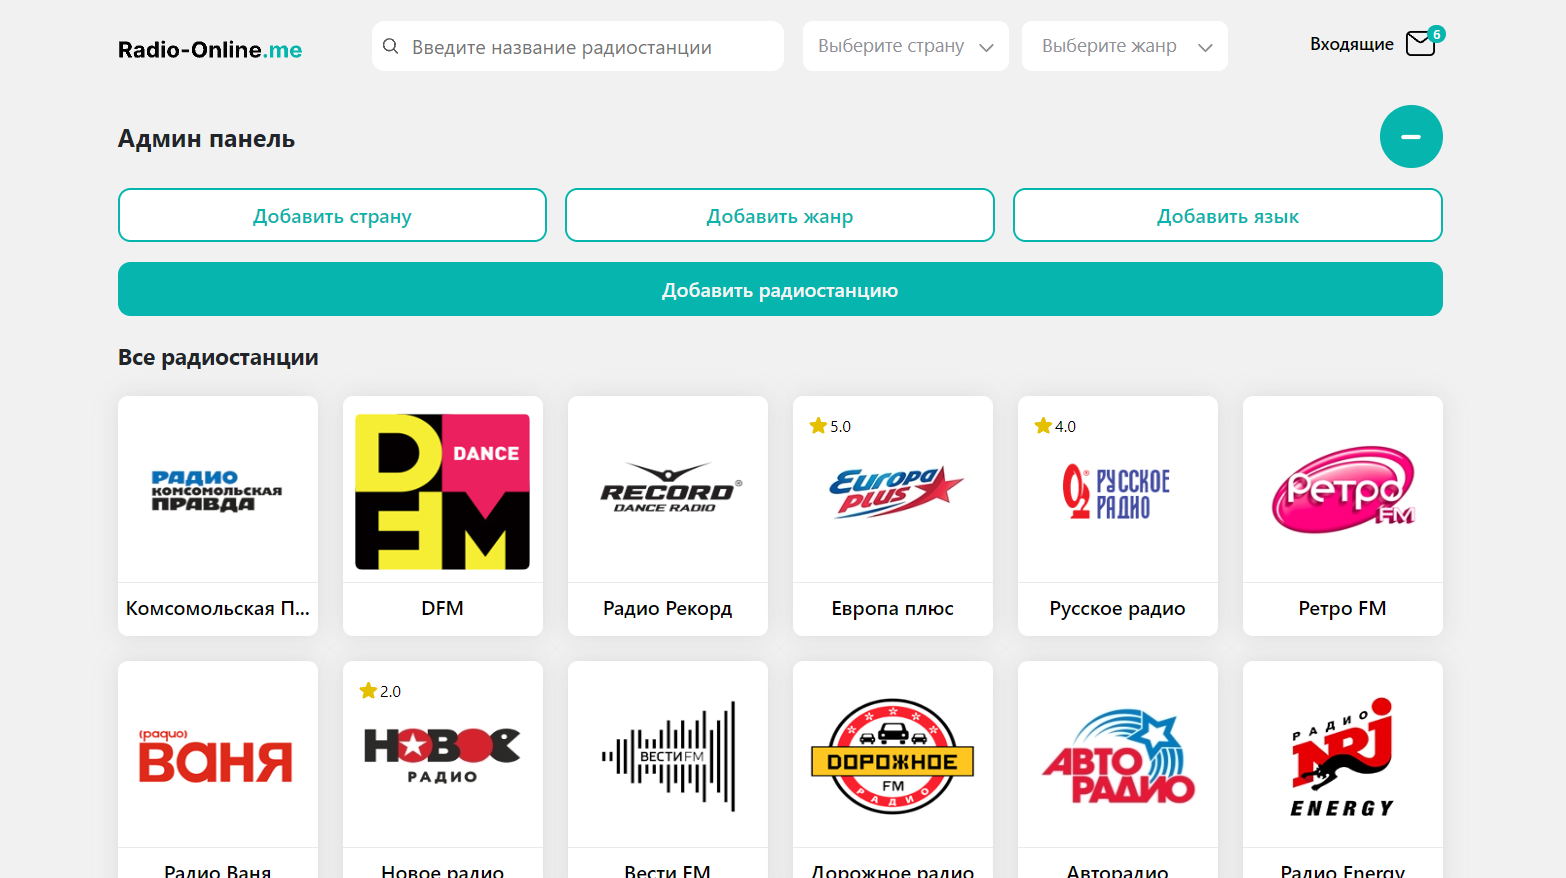 Radio-Online.me
Введите название радиостанции
Выберите страну
Выберите жанр
Входящие
6
Админ панель
Добавить страну
Добавить жанр
Добавить язык
Добавить радиостанцию
Все радиостанции
РАДИО
КОМСОМОЛЬСКАЯ
ПРАВДА
Комсомольская П...
D
DANCE
FM
DFM
RECORD®
DANCE RADIO
Радио Рекорд
5.0
Europa
PLUS
Европа плюс
4.0
РУССКОЕ
РАДИО
Русское радио
Ретро
FM
Ретро FM
(радио)
ВАНЯ
Радио Ваня
2.0
НОВОЕ
РАДИО
Новое радио
ВЕСТИ FM
Вести FM
ДОРОЖНОЕ
FM
РАДИО
Дорожное радио
АВТО
РАДИО
Авторадио
РАДИО
NRJ
ENERGY
Радио Energy